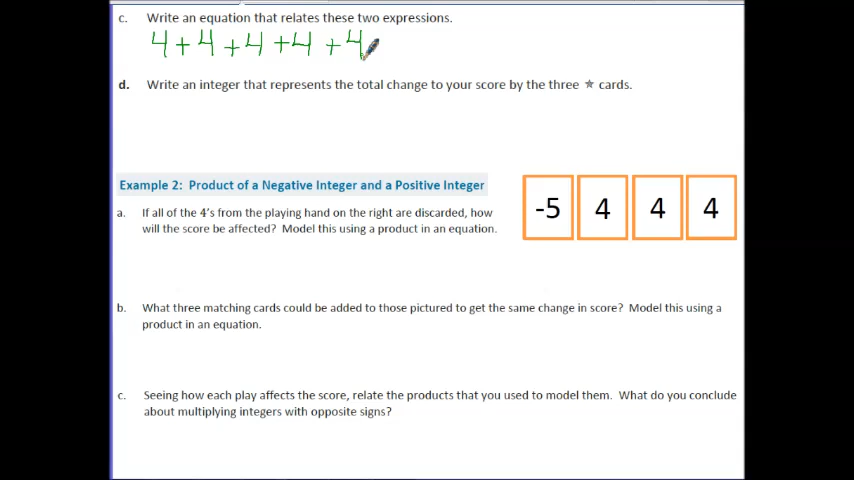 c. Write an equation that relates these two expressions.
4 + 4 + 4 + 4 + 4
d. Write an integer that represents the total change to your score by the three ★ cards.
Example 2: Product of a Negative Integer and a Positive Integer
-5 4 4 4
a. If all of the 4's from the playing hand on the right are discarded, how
will the score be affected? Model this using a product in an equation.
b. What three matching cards could be added to those pictured to get the same change in score? Model this using a
product in an equation.
c. Seeing how each play affects the score, relate the products that you used to model them. What do you conclude
about multiplying integers with opposite signs?